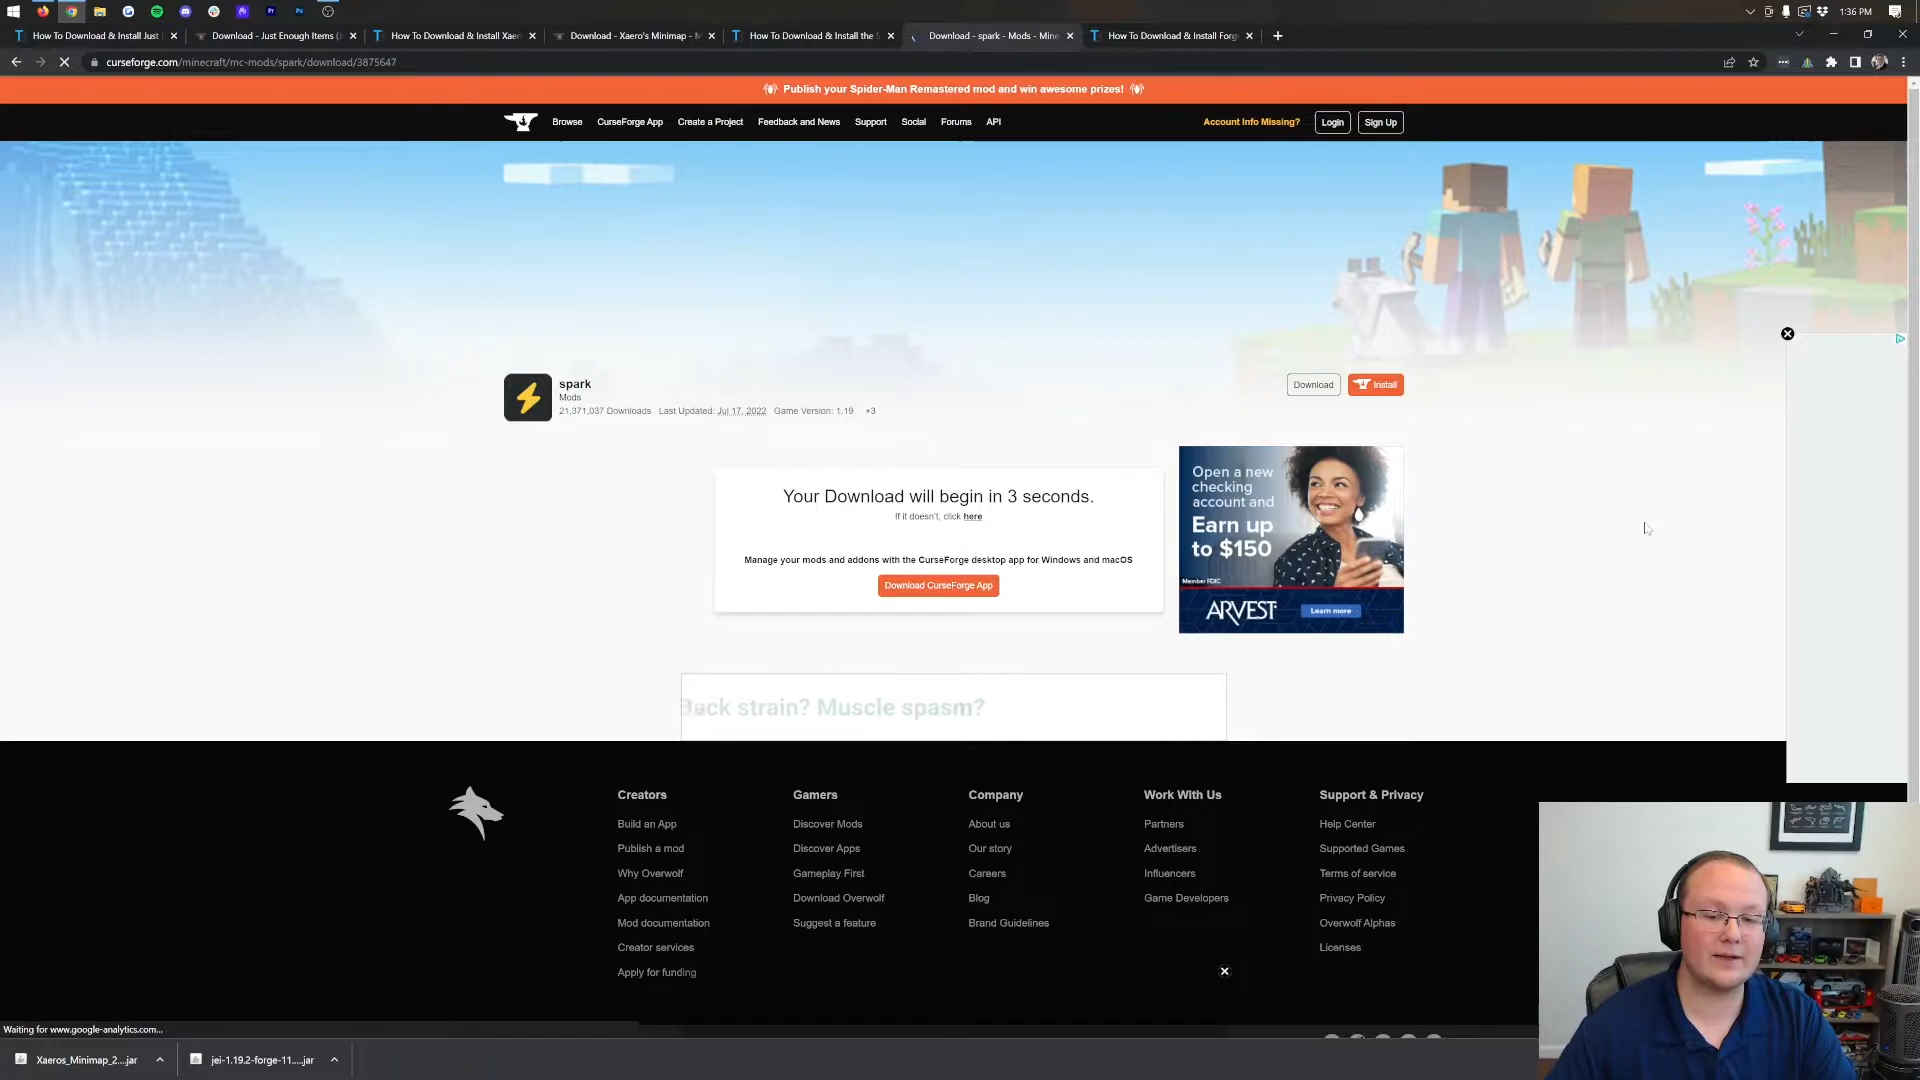 1:36 PM
How To Download & Install Just
Download - Just Enough Items (J
How To Download & Install Xae
Download - Xaero's Minimap - M
How To Download & Install the S
Download - spark - Mods - Mine
How To Download & Install Forg
curseforge.com/minecraft/mc-mods/spark/download/3875647
Publish your Spider-Man Remastered mod and win awesome prizes!
Browse CurseForge App Create a Project Feedback and News Support Social Forums API Account Info Missing? Login Sign Up
spark
Mods
21,371,037 Downloads Last Updated: Jul 17, 2022 Game Version: 1.19 +3
Download Install
Your Download will begin in 3 seconds.
If it doesn't, click here
Manage your mods and addons with the CurseForge desktop app for Windows and macOS
Download CurseForge App
Open a new
checking
account and
Earn up
to $150
Member FDIC
ARVEST Learn more
Back strain? Muscle spasm?
Creators
Build an App
Publish a mod
Why Overwolf
App documentation
Mod documentation
Creator services
Apply for funding
Gamers
Discover Mods
Discover Apps
Gameplay First
Download Overwolf
Suggest a feature
Company
About us
Our story
Careers
Blog
Brand Guidelines
Work With Us
Partners
Advertisers
Influencers
Game Developers
Support & Privacy
Help Center
Supported Games
Terms of service
Privacy Policy
Overwolf Alphas
Licenses
Waiting for www.google-analytics.com...
Xaeros_Minimap_2....jar
jei-1.19.2-forge-11.....jar